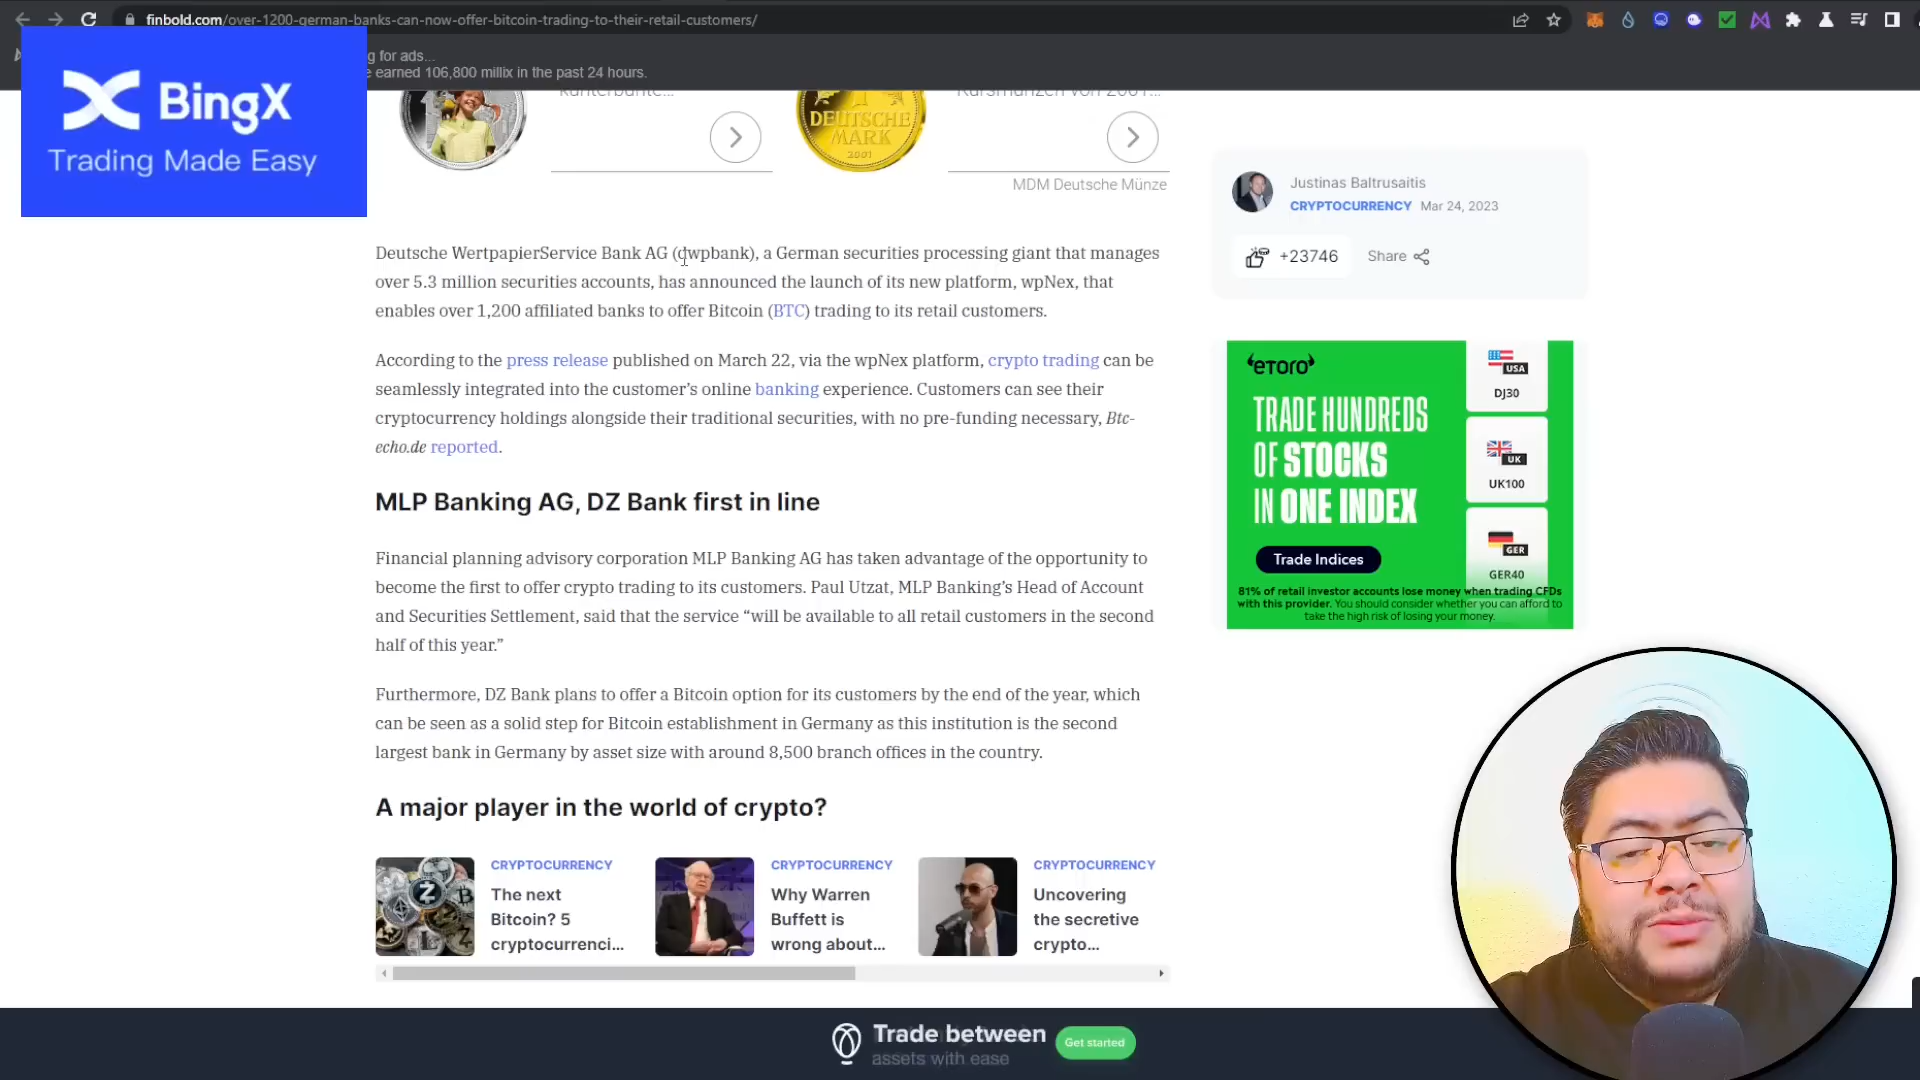 finbold.com/over-1200-german-banks-can-now-offer-bitcoin-trading-to-their-retail-customers/
g for ads...
e earned 106,800 millix in the past 24 hours.
BingX
Trading Made Easy
Kursmünzen von 2001...
DEUTSCHE
MARK
2001
MDM Deutsche Münze
Deutsche WertpapierService Bank AG (dwpbank), a German securities processing giant that manages
over 5.3 million securities accounts, has announced the launch of its new platform, wpNex, that
enables over 1,200 affiliated banks to offer Bitcoin (BTC) trading to its retail customers.
According to the press release published on March 22, via the wpNex platform, crypto trading can be
seamlessly integrated into the customer’s online banking experience. Customers can see their
cryptocurrency holdings alongside their traditional securities, with no pre-funding necessary, Btc-
echo.de reported.
MLP Banking AG, DZ Bank first in line
Financial planning advisory corporation MLP Banking AG has taken advantage of the opportunity to
become the first to offer crypto trading to its customers. Paul Utzat, MLP Banking’s Head of Account
and Securities Settlement, said that the service “will be available to all retail customers in the second
half of this year.”
Furthermore, DZ Bank plans to offer a Bitcoin option for its customers by the end of the year, which
can be seen as a solid step for Bitcoin establishment in Germany as this institution is the second
largest bank in Germany by asset size with around 8,500 branch offices in the country.
A major player in the world of crypto?
CRYPTOCURRENCY
The next
Bitcoin? 5
cryptocurrenci...
CRYPTOCURRENCY
Why Warren
Buffett is
wrong about...
CRYPTOCURRENCY
Uncovering
the secretive
crypto...
Justinas Baltrusaitis
CRYPTOCURRENCY Mar 24, 2023
+23746 Share
eToro
TRADE HUNDREDS
OF STOCKS
IN ONE INDEX
Trade Indices
USA
DJ30
UK
UK100
GER
GER40
81% of retail investor accounts lose money when trading CFDs
with this provider. You should consider whether you can afford to
take the high risk of losing your money.
Trade between
assets with ease
Get started